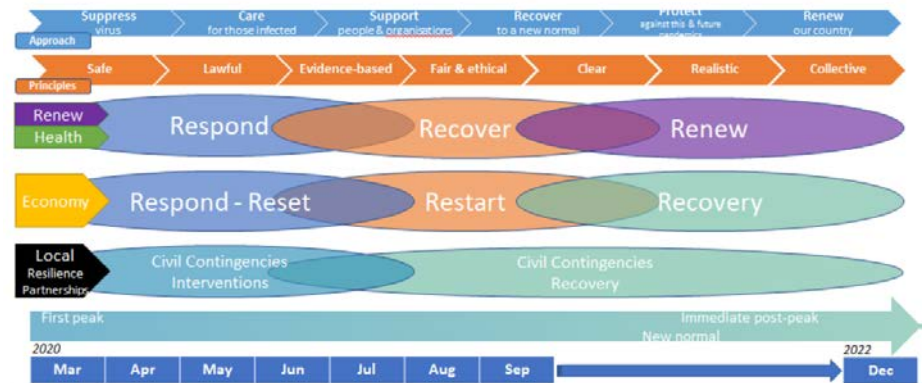 Suppress
virus
Care
for those infected
Support
people & organisations
Recover
to a new normal
Protect
against this & future
pandemics
Renew
our country
Approach
Safe
Lawful
Evidence-based
Fair & ethical
Clear
Realistic
Collective
Principles
Renew
Health
Respond
Recover
Renew
Economy
Respond - Reset
Restart
Recovery
Local
Resilience
Partnerships
Civil Contingencies
Interventions
Civil Contingencies
Recovery
First peak
Immediate post-peak
New normal
2020
2022
Mar
Apr
May
Jun
Jul
Aug
Sep
Dec